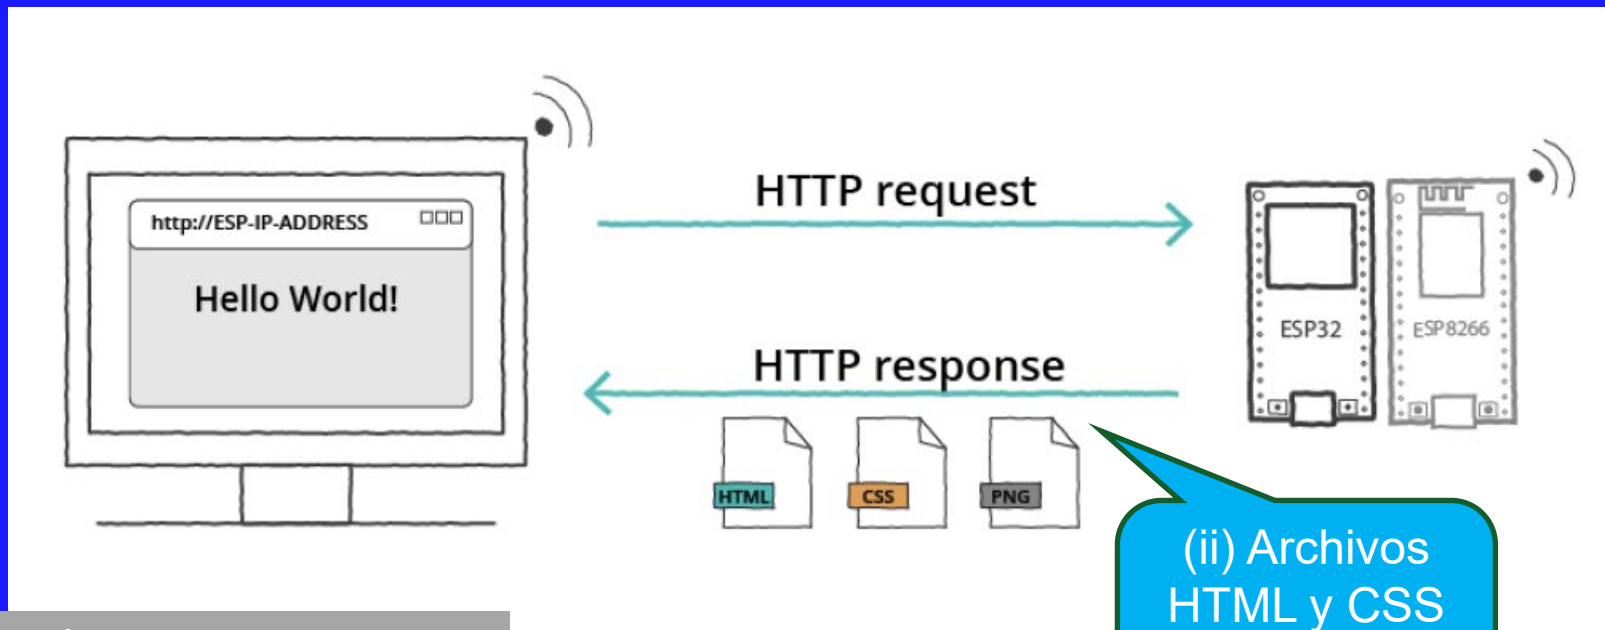 http://ESP-IP-ADDRESS
Hello World!
HTTP request
HTTP response
HTML
CSS
PNG
ESP32
ESP8266
(ii) Archivos
HTML y CSS